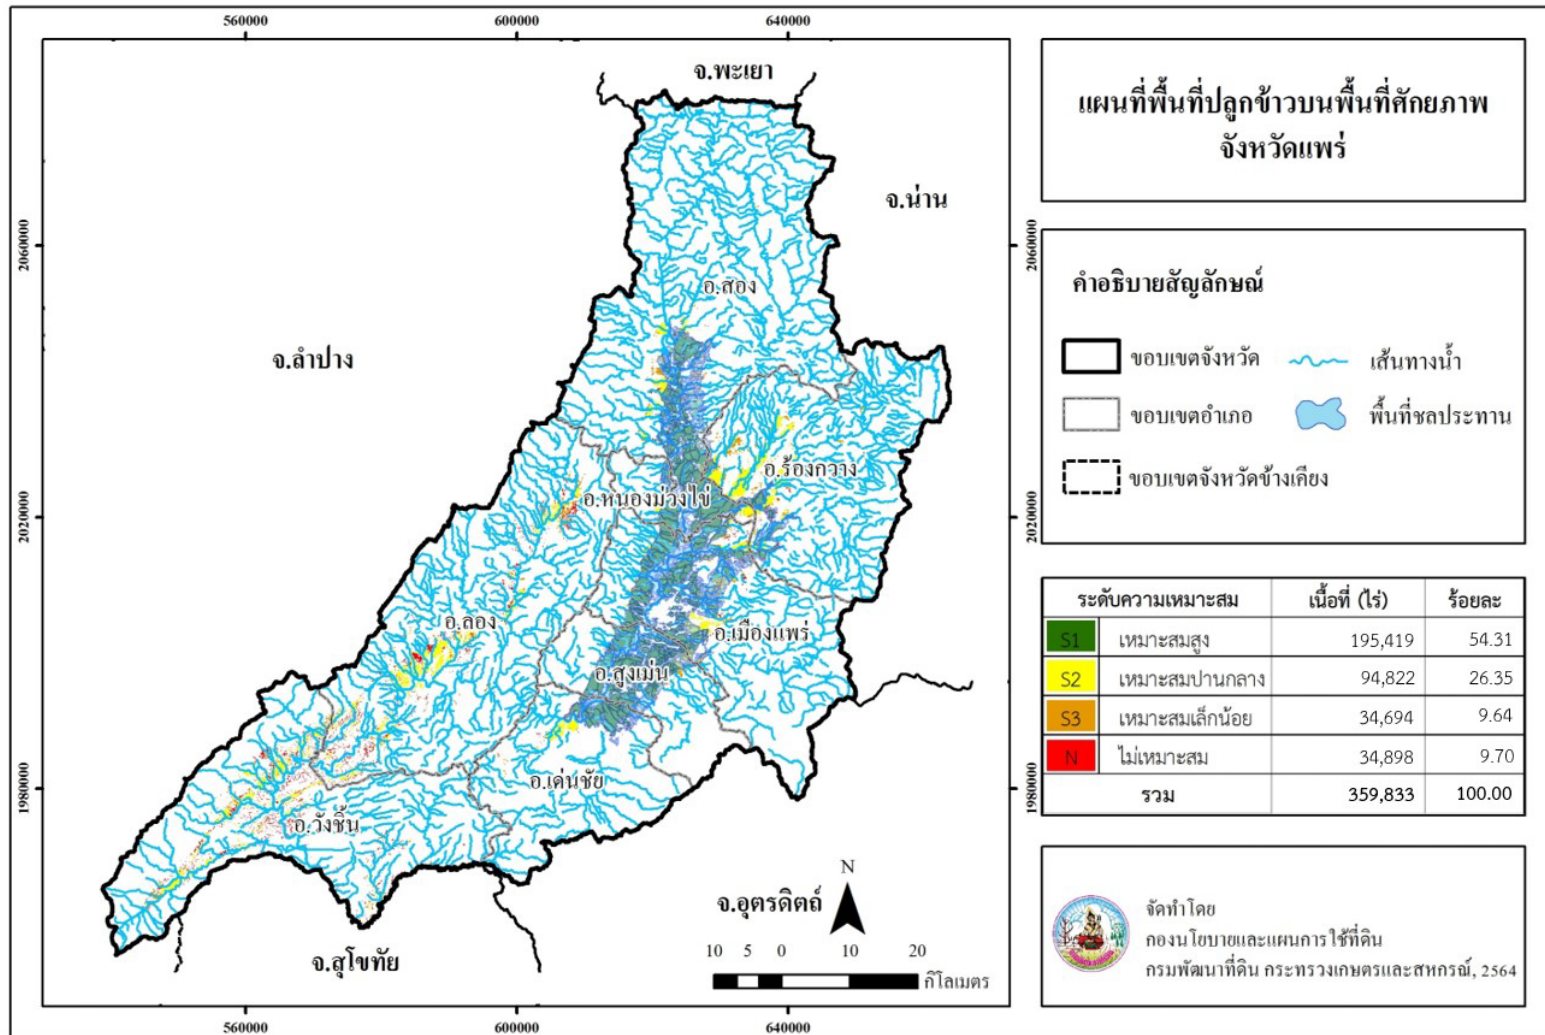 560000
600000
640000
จ.พะเยา
จ.น่าน
จ.ลำปาง
2060000
2060000
อ.สอง
อ.ร้องกวาง
อ.หนองม่วงไข่
2020000
2020000
อ.ลอง
อ.เมืองแพร่
อ.สูงเม่น
1980000
1980000
อ.เด่นชัย
อ.วังชิ้น
จ.อุตรดิตถ์
จ.สุโขทัย
N
10 5 0 10 20
กิโลเมตร
560000
600000
640000
แผนที่พื้นที่ปลูกข้าวบนพื้นที่ศักยภาพ
จังหวัดแพร่
คำอธิบายสัญลักษณ์
ขอบเขตจังหวัด เส้นทางน้ำ
ขอบเขตอำเภอ พื้นที่ชลประทาน
ขอบเขตจังหวัดข้างเคียง
ระดับความเหมาะสม เนื้อที่ (ไร่) ร้อยละ
S1 เหมาะสมสูง 195,419 54.31
S2 เหมาะสมปานกลาง 94,822 26.35
S3 เหมาะสมเล็กน้อย 34,694 9.64
N ไม่เหมาะสม 34,898 9.70
รวม 359,833 100.00
จัดทำโดย
กองนโยบายและแผนการใช้ที่ดิน
กรมพัฒนาที่ดิน กระทรวงเกษตรและสหกรณ์, 2564